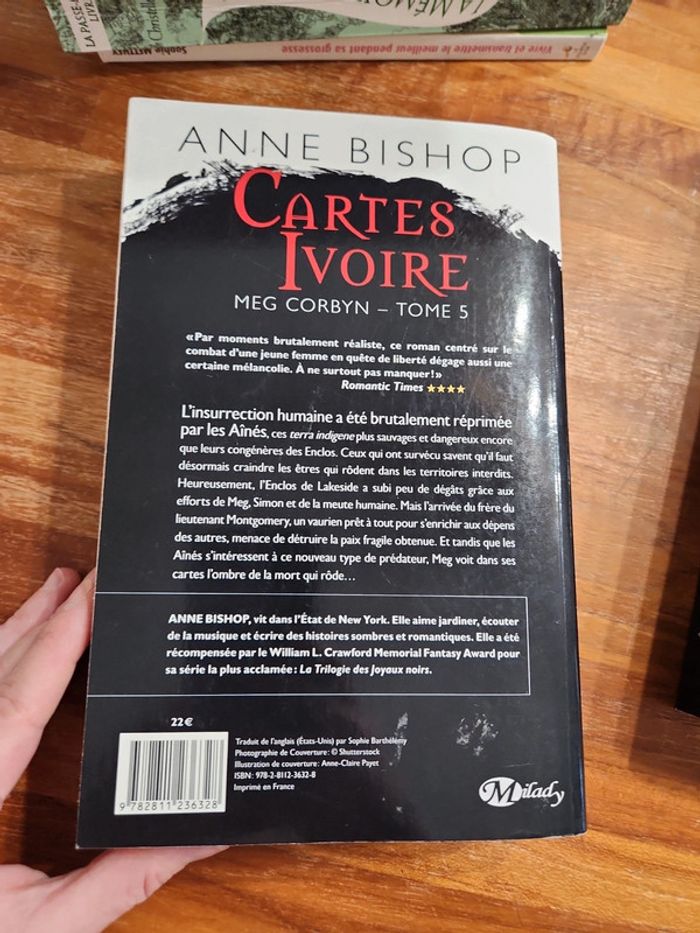 LA MÉMO
LA PASSE-
LIVR
Christel
Sophie METTHEY
Vivre et transmettre le meilleur pendant sa grossesse
ANNE BISHOP
CARTES
IVOIRE
MEG CORBYN – TOME 5
« Par moments brutalement réaliste, ce roman centré sur le
combat d'une jeune femme en quête de liberté dégage aussi une
certaine mélancolie. À ne surtout pas manquer ! »
Romantic Times ★★★★
L'insurrection humaine a été brutalement réprimée
par les Aînés, ces terra indigene plus sauvages et dangereux encore
que leurs congénères des Enclos. Ceux qui ont survécu savent qu'il faut
désormais craindre les êtres qui rôdent dans les territoires interdits.
Heureusement, l'Enclos de Lakeside a subi peu de dégâts grâce aux
efforts de Meg, Simon et de la meute humaine. Mais l'arrivée du frère du
lieutenant Montgomery, un vaurien prêt à tout pour s'enrichir aux dépens
des autres, menace de détruire la paix fragile obtenue. Et tandis que les
Aînés s'intéressent à ce nouveau type de prédateur, Meg voit dans ses
cartes l'ombre de la mort qui rôde…
ANNE BISHOP, vit dans l'État de New York. Elle aime jardiner, écouter
de la musique et écrire des histoires sombres et romantiques. Elle a été
récompensée par le William L. Crawford Memorial Fantasy Award pour
sa série la plus acclamée : La Trilogie des Joyaux noirs.
22 €
Traduit de l'anglais (États-Unis) par Sophie Barthélémy
Photographie de Couverture : © Shutterstock
Illustration de couverture : Anne-Claire Payet
ISBN : 978-2-8112-3632-8
Imprimé en France
9 782811 236328
Milady